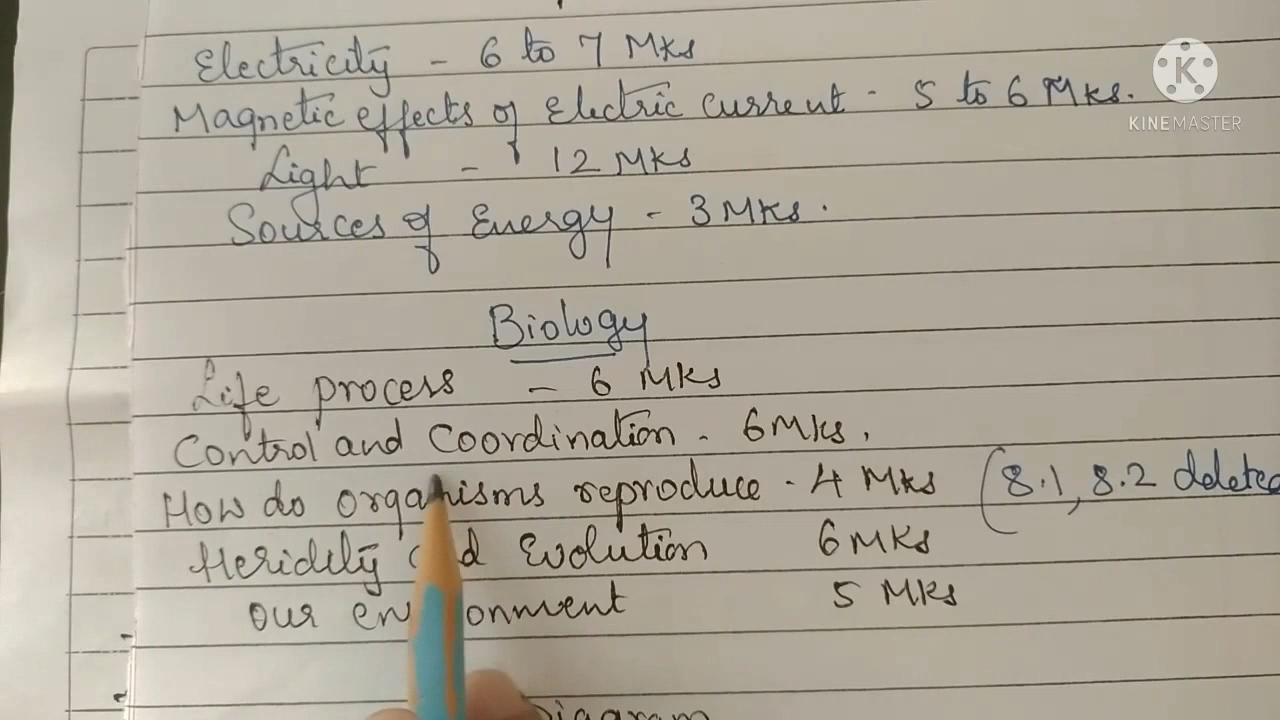 Electricity - 6 to 7 Mks
Magnetic effects of Electric current - 5 to 6 Mks.
Light - 12 Mks
Sources of Energy - 3 Mks.
Biology
Life process - 6 Mks
Control and Coordination - 6 Mks.
How do organisms reproduce - 4 Mks (8.1, 8.2 deleted
Heridity and Evolution 6 Mks
Our environment 5 Mks
Diagram
K
KINEMASTER